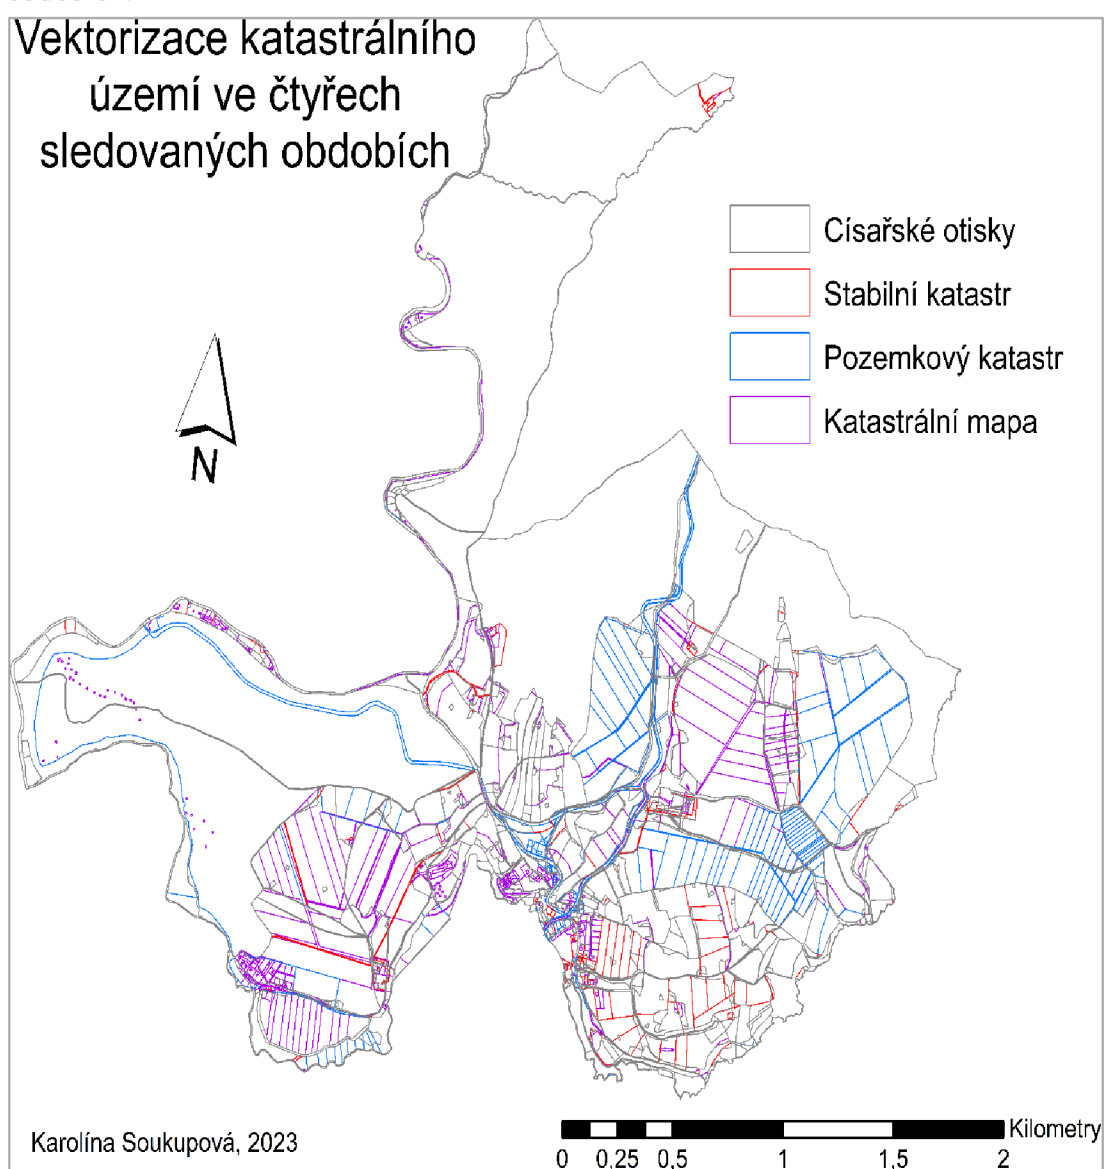 Vektorizace katastrálního
území ve čtyřech
sledovaných obdobích
Císařské otisky
Stabilní katastr
Pozemkový katastr
Katastrální mapa
N
Karolína Soukupová, 2023
Kilometry
0 0,25 0,5 1 1,5 2